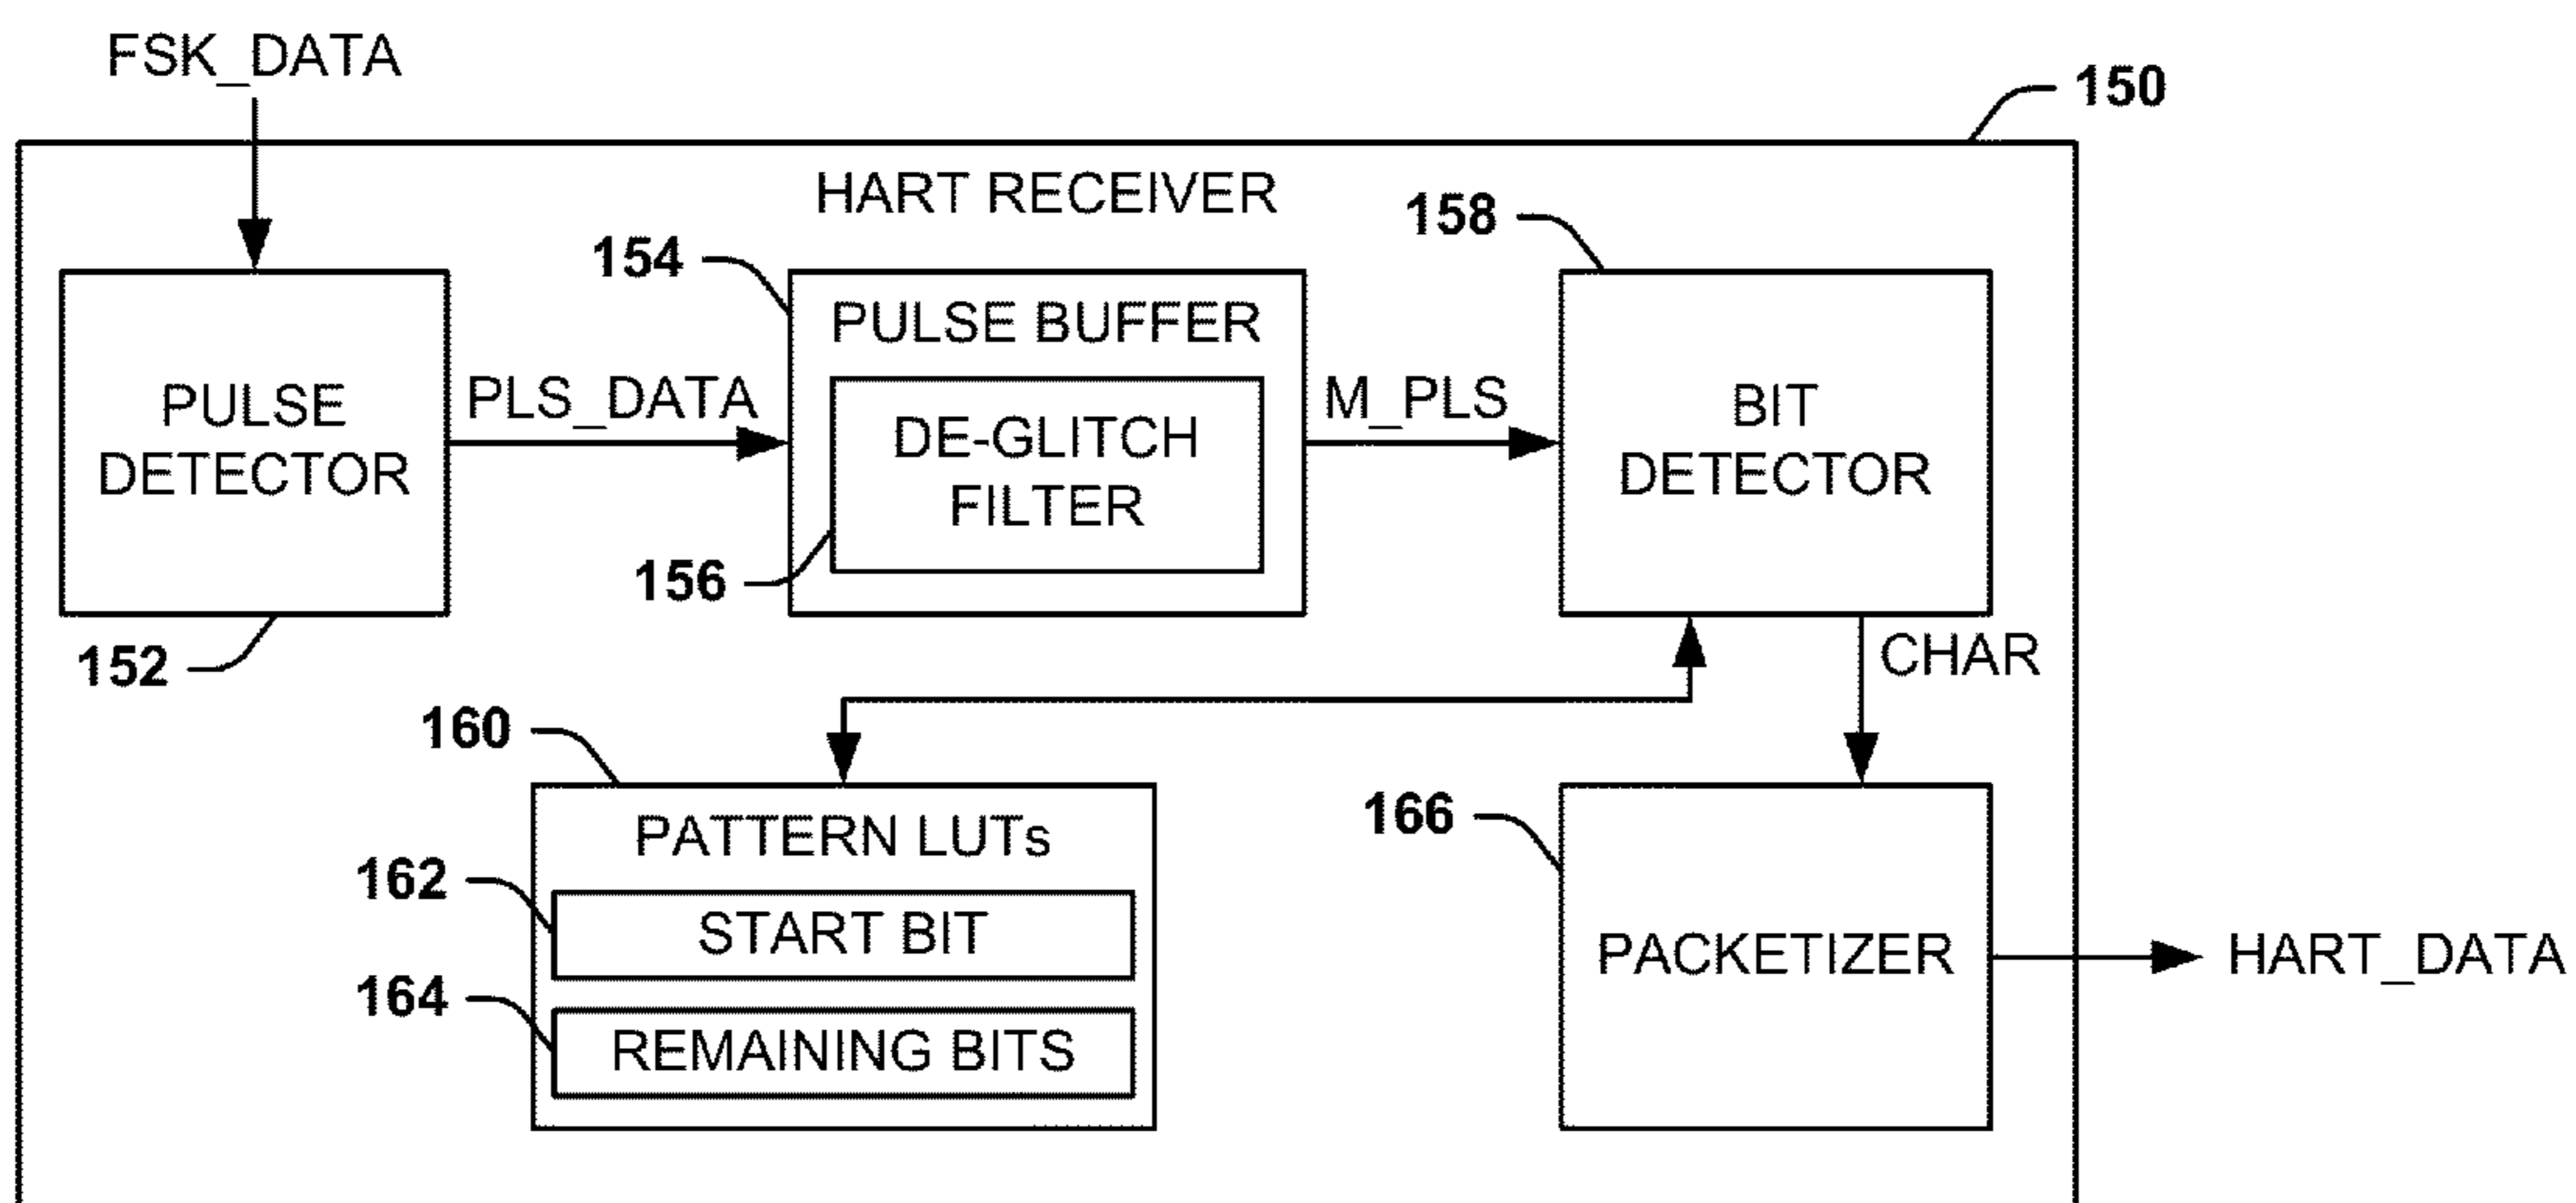 FSK_DATA
150
HART RECEIVER
158
154
PULSE BUFFER
PULSE
DETECTOR
PLS_DATA
DE-GLITCH
FILTER
M_PLS
BIT
DETECTOR
156
152
CHAR
160
PATTERN LUTs
166
162
START BIT
PACKETIZER
HART_DATA
164
REMAINING BITS